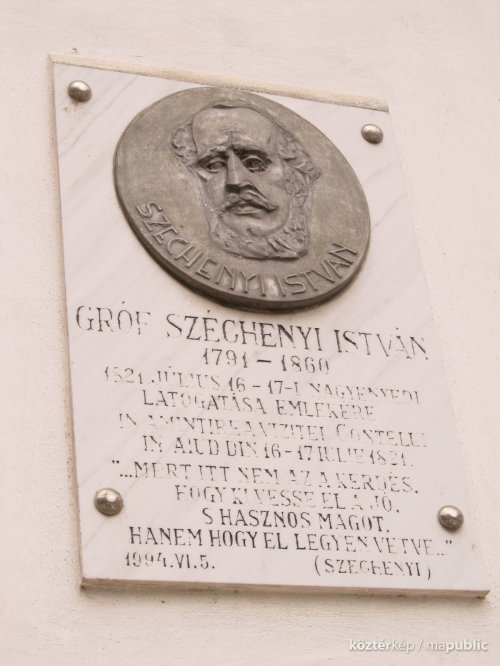 SZÉCHENYI ISTVÁN
GRÓF SZÉCHENYI ISTVÁN
1791 – 1860
1821. JÚLIUS 16 - 17-I NAGYENYEDI
LÁTOGATÁSA EMLÉKÉRE
IN AMINTIREA VIZITEI CONTELUI
IN AIUD DIN 16 - 17 IULIE 1821.
"...MERT ITT NEM AZ A KÉRDÉS,
HOGY KI VESSE EL A JÓ,
S HASZNOS MAGOT,
HANEM HOGY EL LEGYEN VETVE..."
1994. VI. 5. (SZÉCHENYI)
köztérkép / mapublic